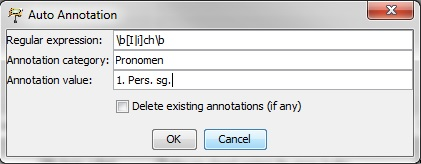 Auto Annotation
Regular expression: \b[I|i]ch\b
Annotation category: Pronomen
Annotation value: 1. Pers. sg.
Delete existing annotations (if any)
OK Cancel